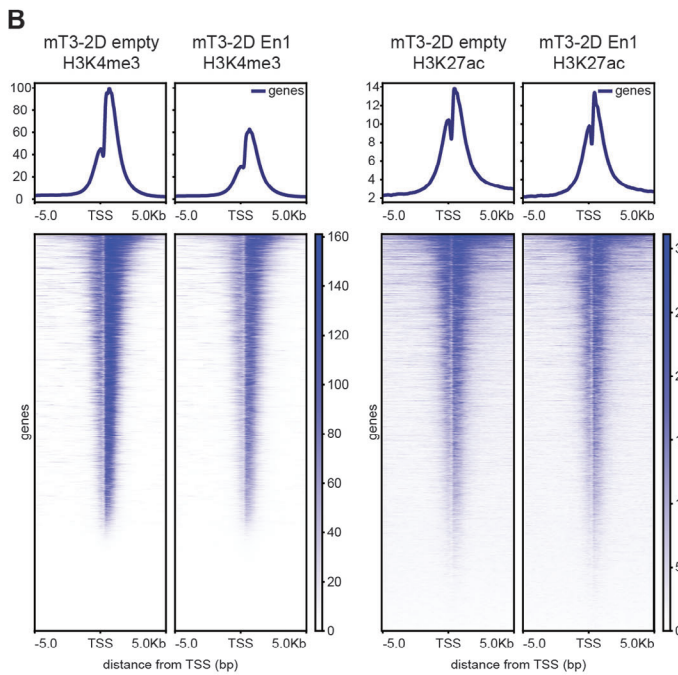 B
mT3-2D empty
H3K4me3
mT3-2D En1
H3K4me3
mT3-2D empty
H3K27ac
mT3-2D En1
H3K27ac
100
80
60
40
20
0
genes
14
12
10
8
6
4
2
genes
-5.0 TSS 5.0Kb
-5.0 TSS 5.0Kb
-5.0 TSS 5.0Kb
-5.0 TSS 5.0Kb
genes
160
140
120
100
80
60
40
20
0
genes
-5.0 TSS 5.0Kb
-5.0 TSS 5.0Kb
-5.0 TSS 5.0Kb
-5.0 TSS 5.0Kb
distance from TSS (bp)
distance from TSS (bp)